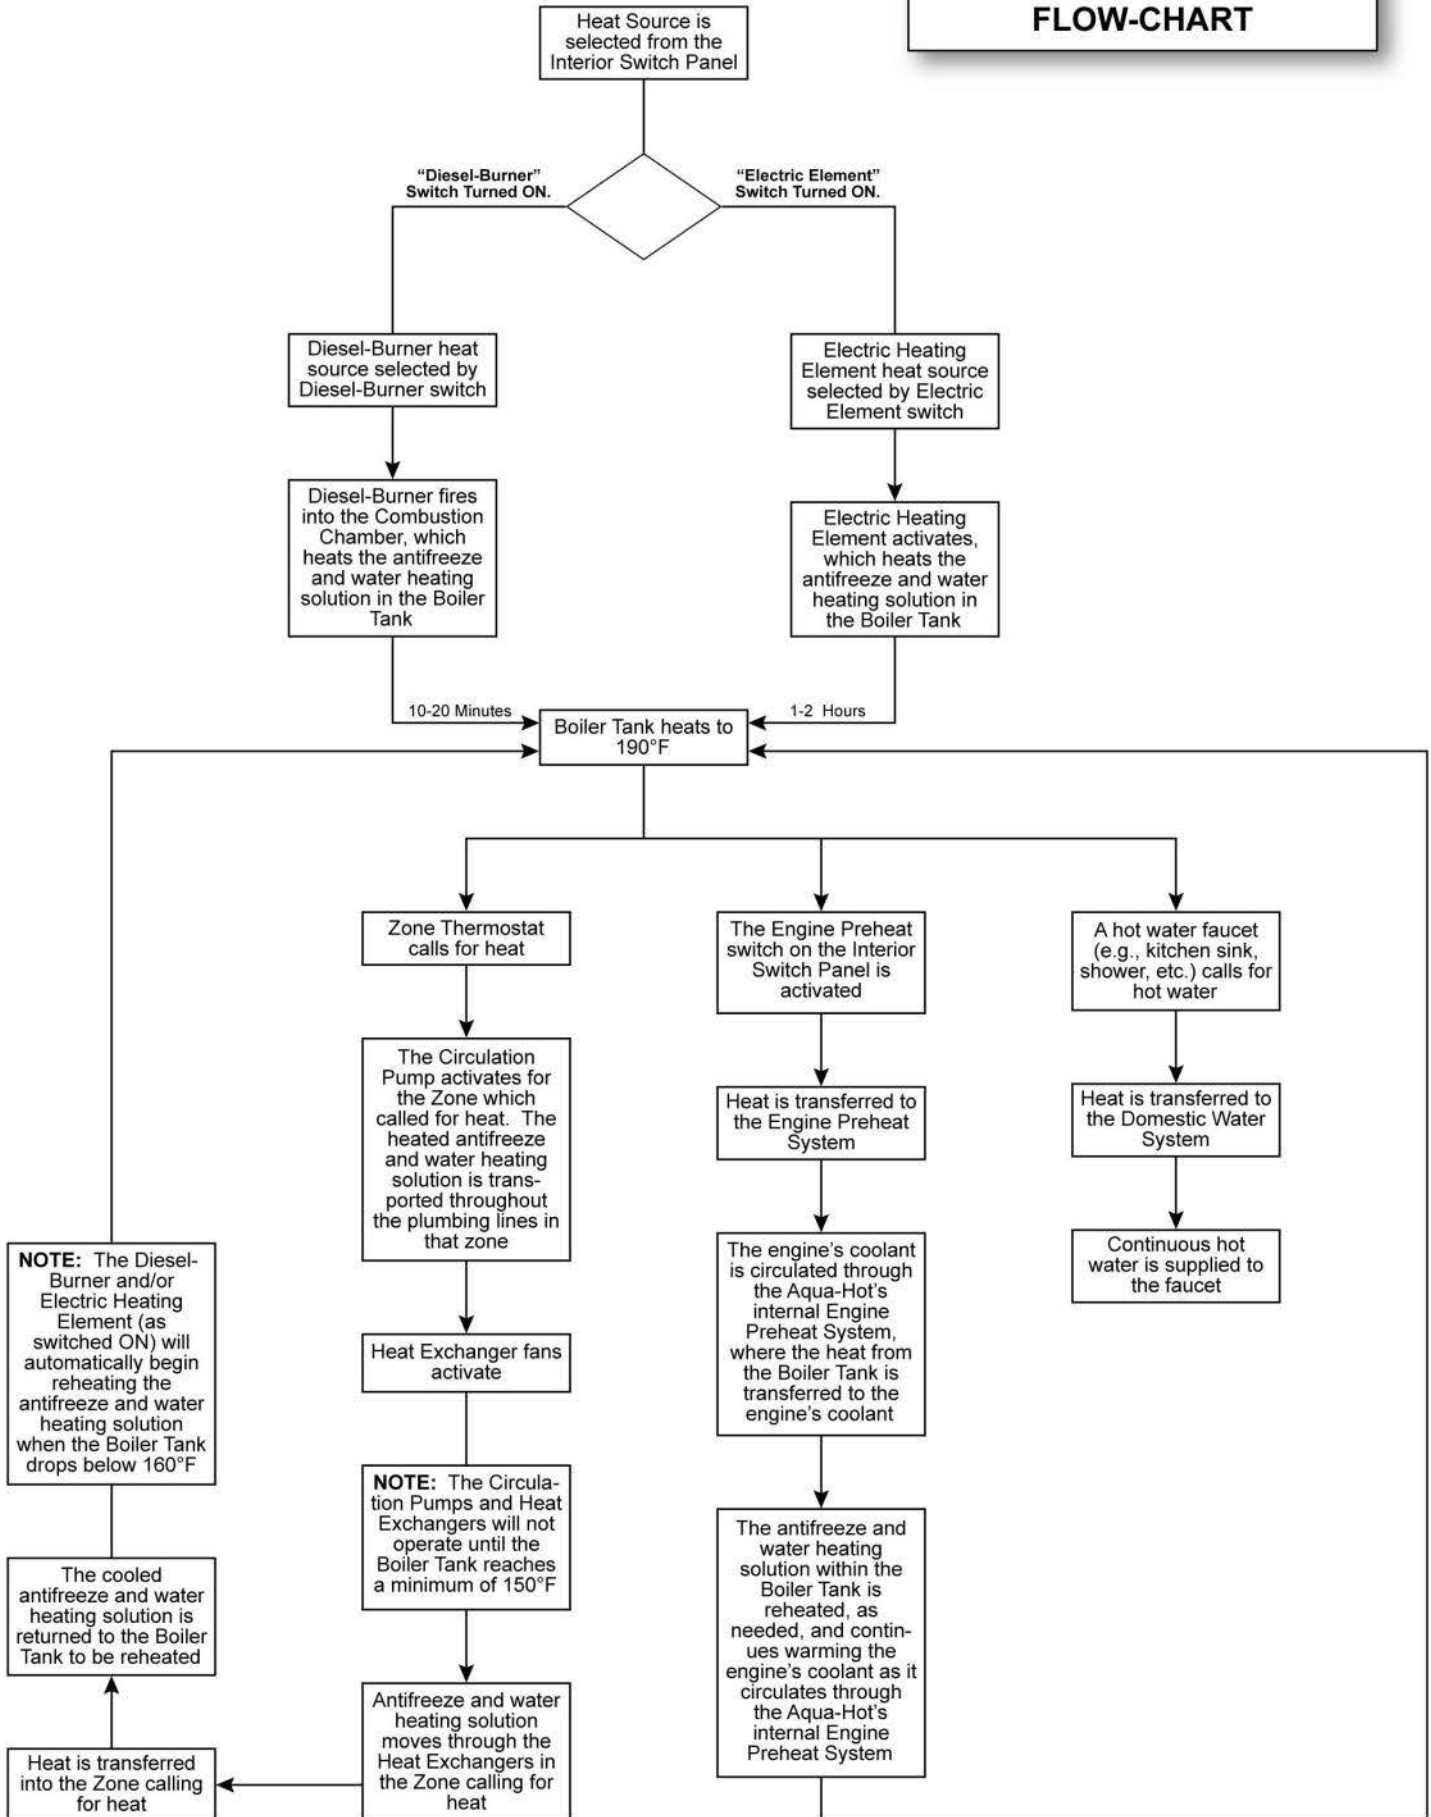 FLOW-CHART
Heat Source is
selected from the
Interior Switch Panel
“Diesel-Burner”
Switch Turned ON.
“Electric Element”
Switch Turned ON.
Diesel-Burner heat
source selected by
Diesel-Burner switch
Electric Heating
Element heat source
selected by Electric
Element switch
Diesel-Burner fires
into the Combustion
Chamber, which
heats the antifreeze
and water heating
solution in the Boiler
Tank
Electric Heating
Element activates,
which heats the
antifreeze and water
heating solution in
the Boiler Tank
10-20 Minutes
1-2 Hours
Boiler Tank heats to
190°F
Zone Thermostat
calls for heat
The Circulation
Pump activates for
the Zone which
called for heat. The
heated antifreeze
and water heating
solution is trans-
ported throughout
the plumbing lines in
that zone
Heat Exchanger fans
activate
NOTE: The Circula-
tion Pumps and Heat
Exchangers will not
operate until the
Boiler Tank reaches
a minimum of 150°F
Antifreeze and water
heating solution
moves through the
Heat Exchangers in
the Zone calling for
heat
Heat is transferred
into the Zone calling
for heat
The cooled
antifreeze and water
heating solution is
returned to the Boiler
Tank to be reheated
NOTE: The Diesel-
Burner and/or
Electric Heating
Element (as
switched ON) will
automatically begin
reheating the
antifreeze and water
heating solution
when the Boiler Tank
drops below 160°F
The Engine Preheat
switch on the Interior
Switch Panel is
activated
Heat is transferred to
the Engine Preheat
System
The engine’s coolant
is circulated through
the Aqua-Hot’s
internal Engine
Preheat System,
where the heat from
the Boiler Tank is
transferred to the
engine’s coolant
The antifreeze and
water heating
solution within the
Boiler Tank is
reheated, as
needed, and contin-
ues warming the
engine’s coolant as it
circulates through
the Aqua-Hot’s
internal Engine
Preheat System
A hot water faucet
(e.g., kitchen sink,
shower, etc.) calls for
hot water
Heat is transferred to
the Domestic Water
System
Continuous hot
water is supplied to
the faucet